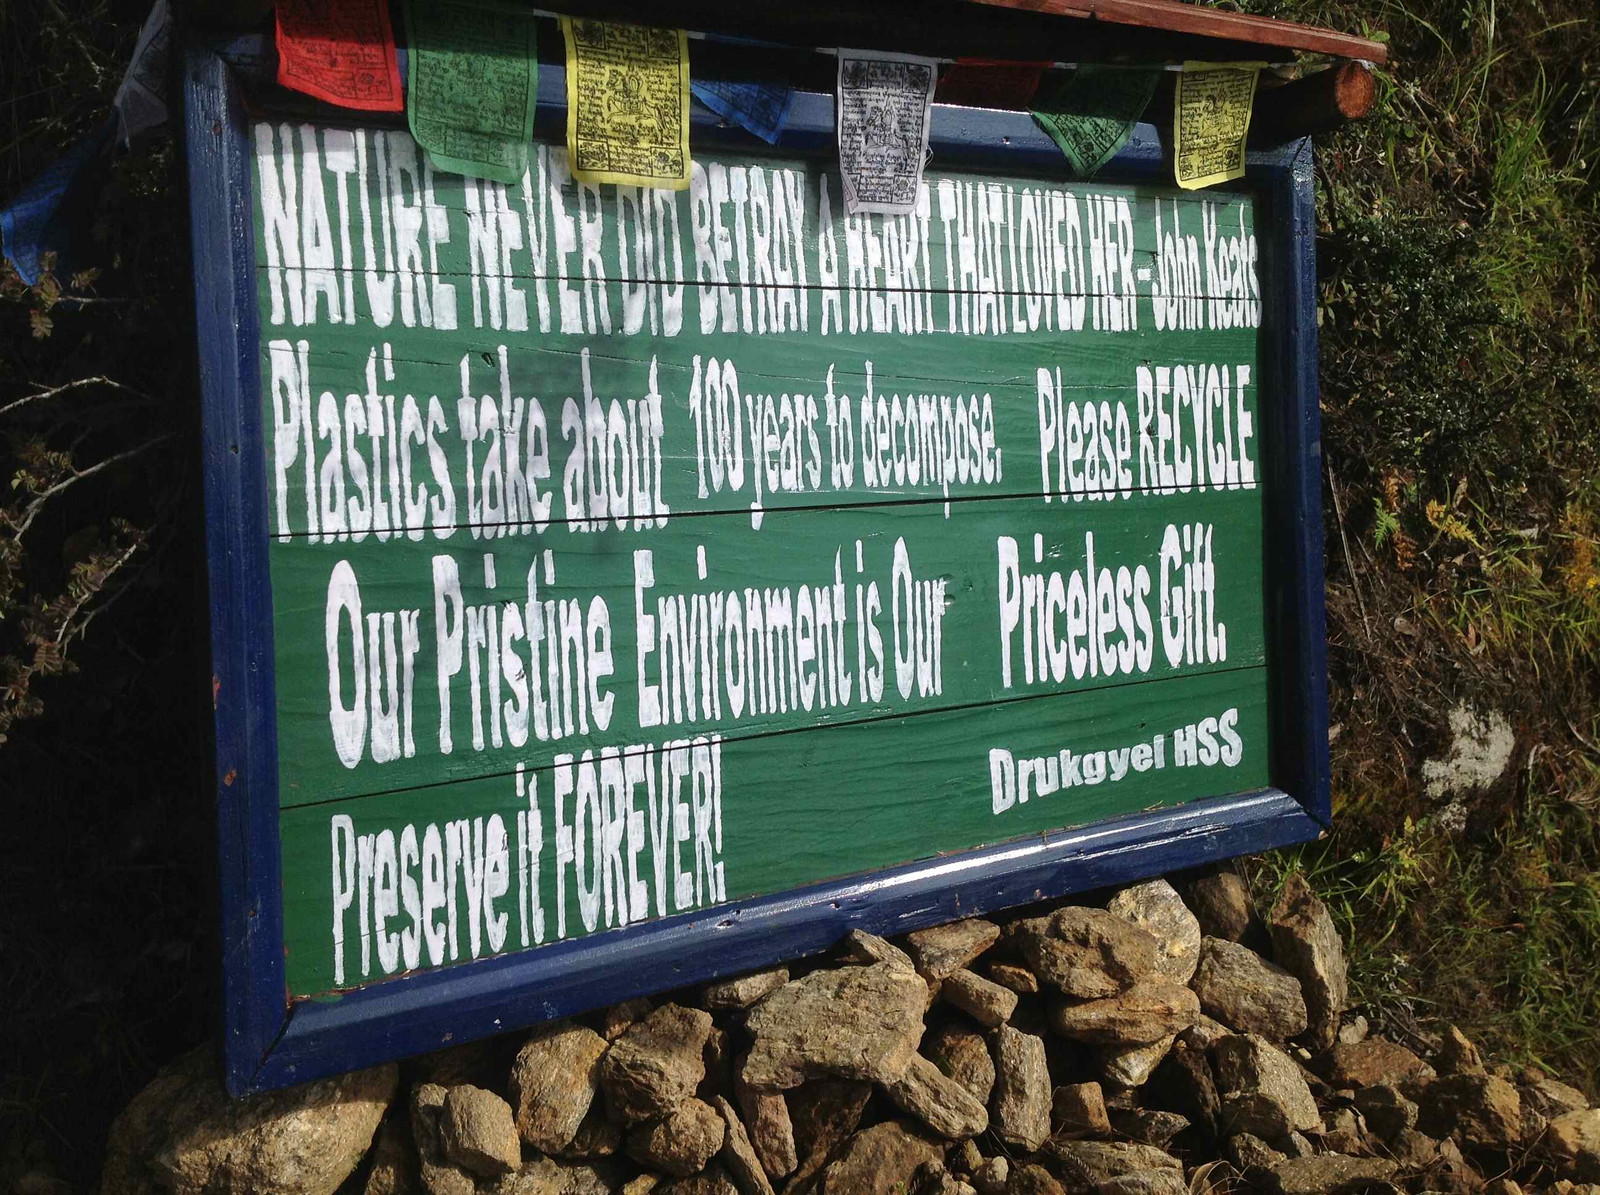 NATURE NEVER DID BETRAY A HEART THAT LOVED HER - John Keats
Plastics take about 100 years to decompose. Please RECYCLE
Our Pristine Environment is Our Priceless Gift.
Preserve it FOREVER!
Drukgyel HSS